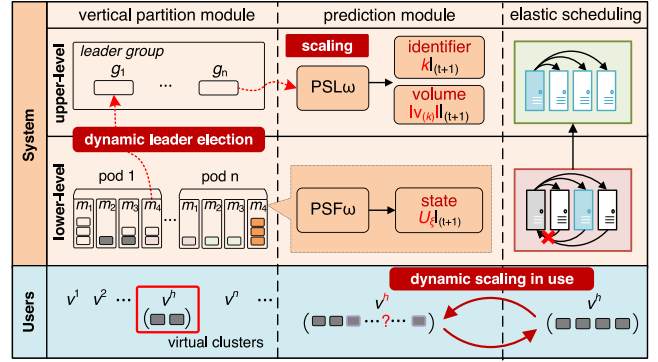 vertical partition module
prediction module
elastic scheduling
System
upper-level
leader group
g1
...
gn
scaling
PSLω
identifier
k|(t+1)
volume
|v(k)||(t+1)
dynamic leader election
lower-level
pod 1
pod n
m1 m2 m3 m4
...
m1 m2 m3 m4
PSFω
state
Uξ|(t+1)
Users
v1 v2 ... vh vn ...
virtual clusters
dynamic scaling in use
vh
( ...?... )
vh